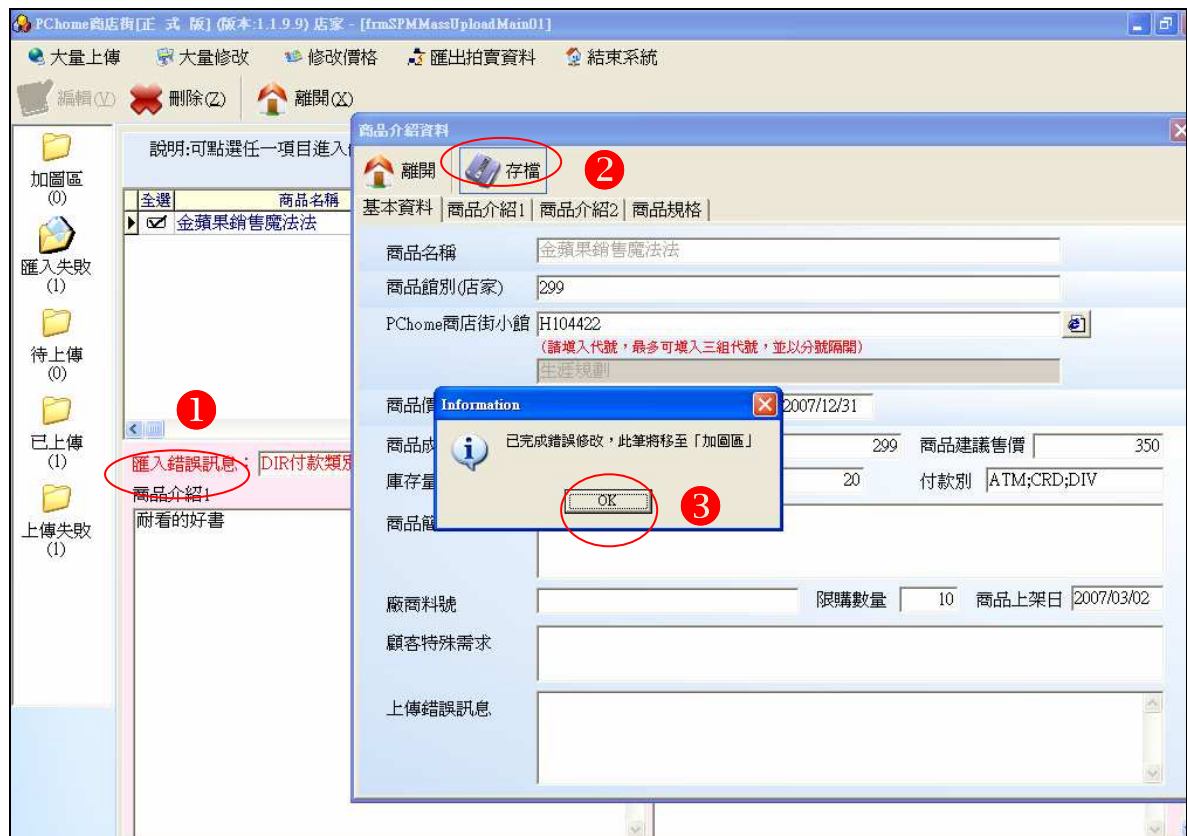 PChome商店街[正 式 版] (版本:1.1.9.9) 店家 - [frmSPMMassUploadMain01]
大量上傳 大量修改 修改價格 匯出拍賣資料 結束系統
編輯(V) 刪除(Z) 離開(X)
加圖區
(0)
匯入失敗
(1)
待上傳
(0)
已上傳
(1)
上傳失敗
(1)
說明:可點選任一項目進入
全選 商品名稱
金蘋果銷售魔法法
1
匯入錯誤訊息: DIR付款類別
商品介紹1
耐看的好書
商品介紹資料
離開 存檔 2
基本資料 商品介紹1 商品介紹2 商品規格
商品名稱 金蘋果銷售魔法法
商品館別(店家) 299
PChome商店街小館 H104422
(請填入代號,最多可填入三組代號,並以分號隔開)
生涯規劃
商品價 2007/12/31
商品成 299 商品建議售價 350
庫存量 20 付款別 ATM;CRD;DIV
商品簡
Information
已完成錯誤修改,此筆將移至「加圖區」
OK 3
廠商料號 限購數量 10 商品上架日 2007/03/02
顧客特殊需求
上傳錯誤訊息